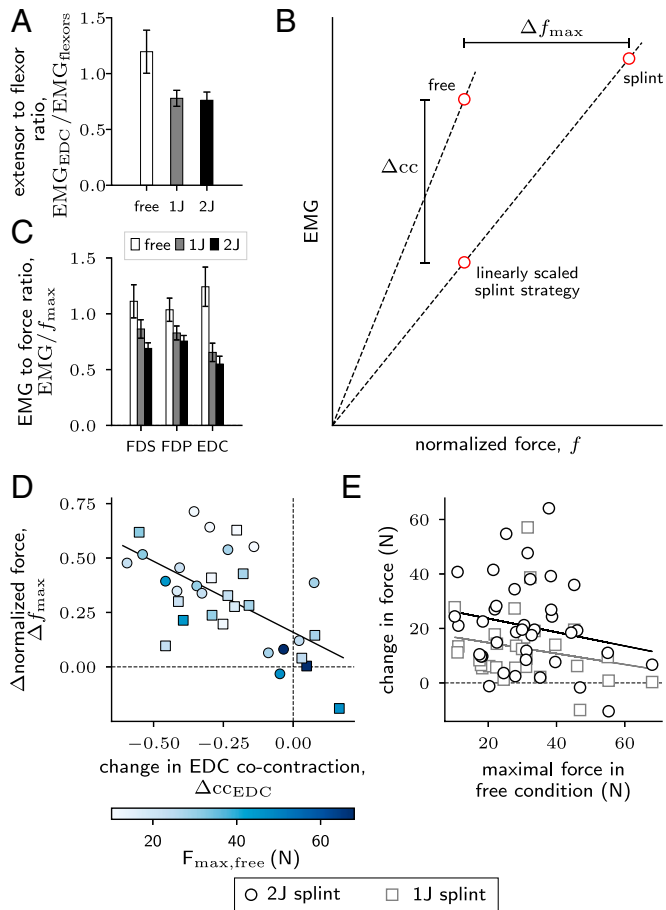 A
extensor to flexor
ratio,
EMG_EDC/EMG_flexors
1.5
1.0
0.5
0.0
free 1J 2J
B
Δf_max
free
splint
Δcc
linearly scaled
splint strategy
EMG
normalized force, f
C
free 1J 2J
EMG to force ratio,
EMG/f_max
1.5
1.0
0.5
0.0
FDS FDP EDC
D
Δnormalized force,
Δf_max
0.75
0.50
0.25
0.00
−0.50 −0.25 0.00
change in EDC co-contraction,
Δcc_EDC
20 40 60
F_max,free (N)
E
change in force (N)
60
40
20
0
20 40 60
maximal force in
free condition (N)
2J splint 1J splint